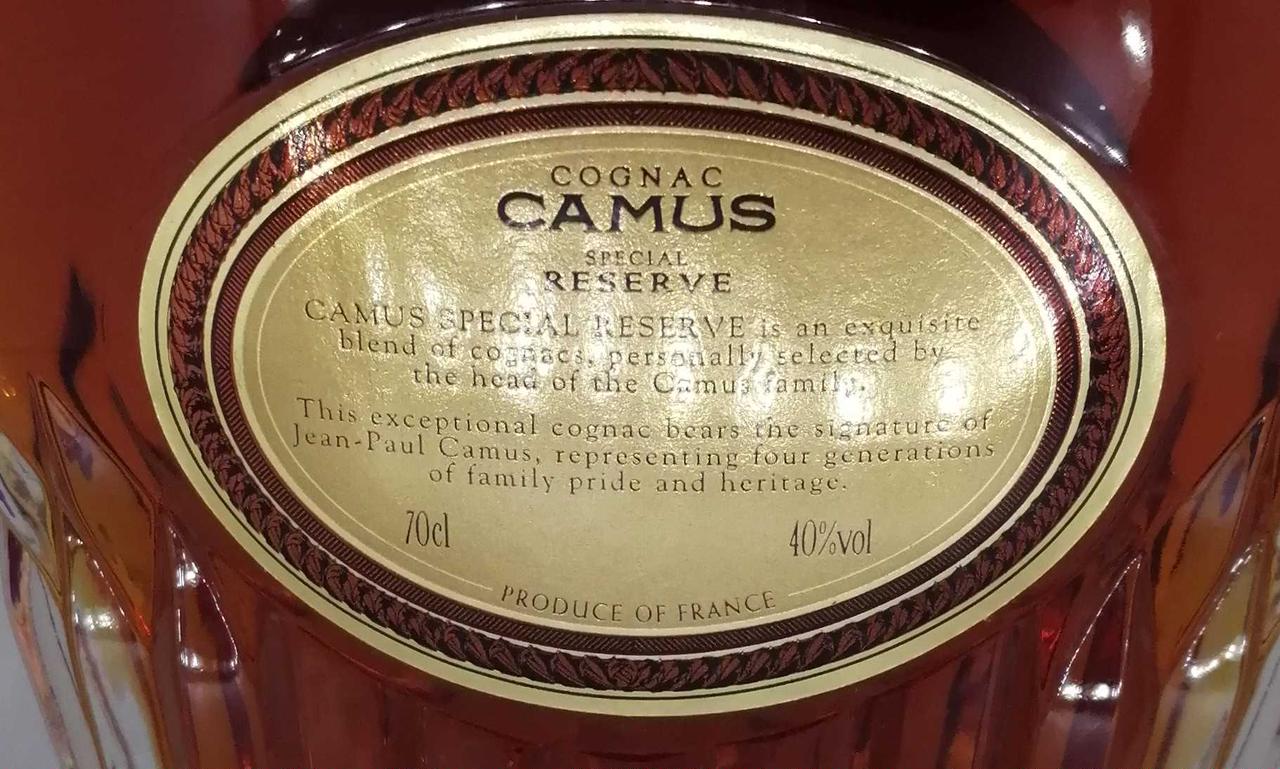 COGNAC
CAMUS
SPECIAL
RESERVE
CAMUS SPECIAL RESERVE is an exquisite
blend of cognacs, personally selected by
the head of the Camus family.
This exceptional cognac bears the signature of
Jean-Paul Camus, representing four generations
of family pride and heritage.
70cl 40%vol
PRODUCE OF FRANCE